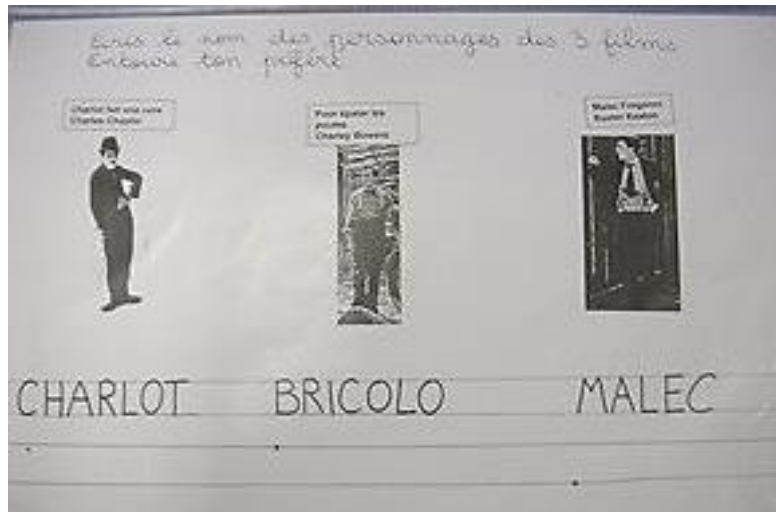 Ecris le nom des personnages des 3 films
Entoure ton préféré
Charlot fait une cure
Charles Chaplin
Pour épater les
poules
Charley Bowers
Malec Forgeron
Buster Keaton
CHARLOT BRICOLO MALEC